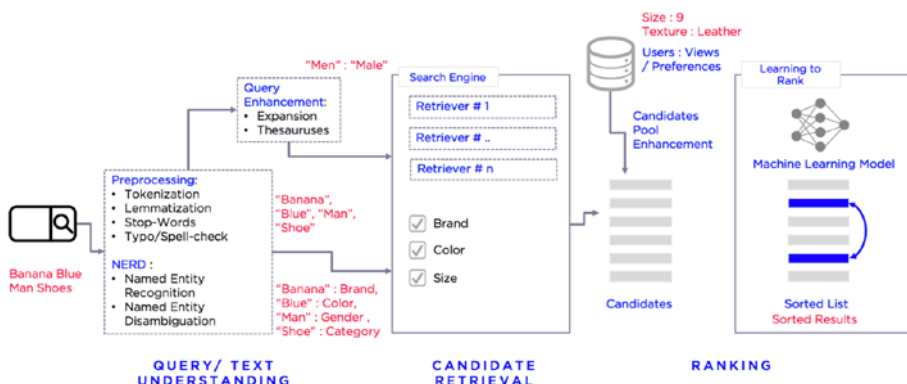 Banana Blue
Man Shoes
Preprocessing:
• Tokenization
• Lemmatization
• Stop-Words
• Typo/Spell-check
NERD :
• Named Entity
Recognition
• Named Entity
Disambiguation
"Men" : "Male"
Query
Enhancement:
• Expansion
• Thesauruses
"Banana",
"Blue", "Man",
"Shoe"
"Banana" : Brand,
"Blue" : Color,
"Man" : Gender ,
"Shoe" : Category
Search Engine
Retriever # 1
Retriever # ..
Retriever # n
Brand
Color
Size
Size : 9
Texture : Leather
Users : Views
/ Preferences
Candidates
Pool
Enhancement
Candidates
Learning to
Rank
Machine Learning Model
Sorted List
Sorted Results
QUERY/ TEXT
UNDERSTANDING
CANDIDATE
RETRIEVAL
RANKING